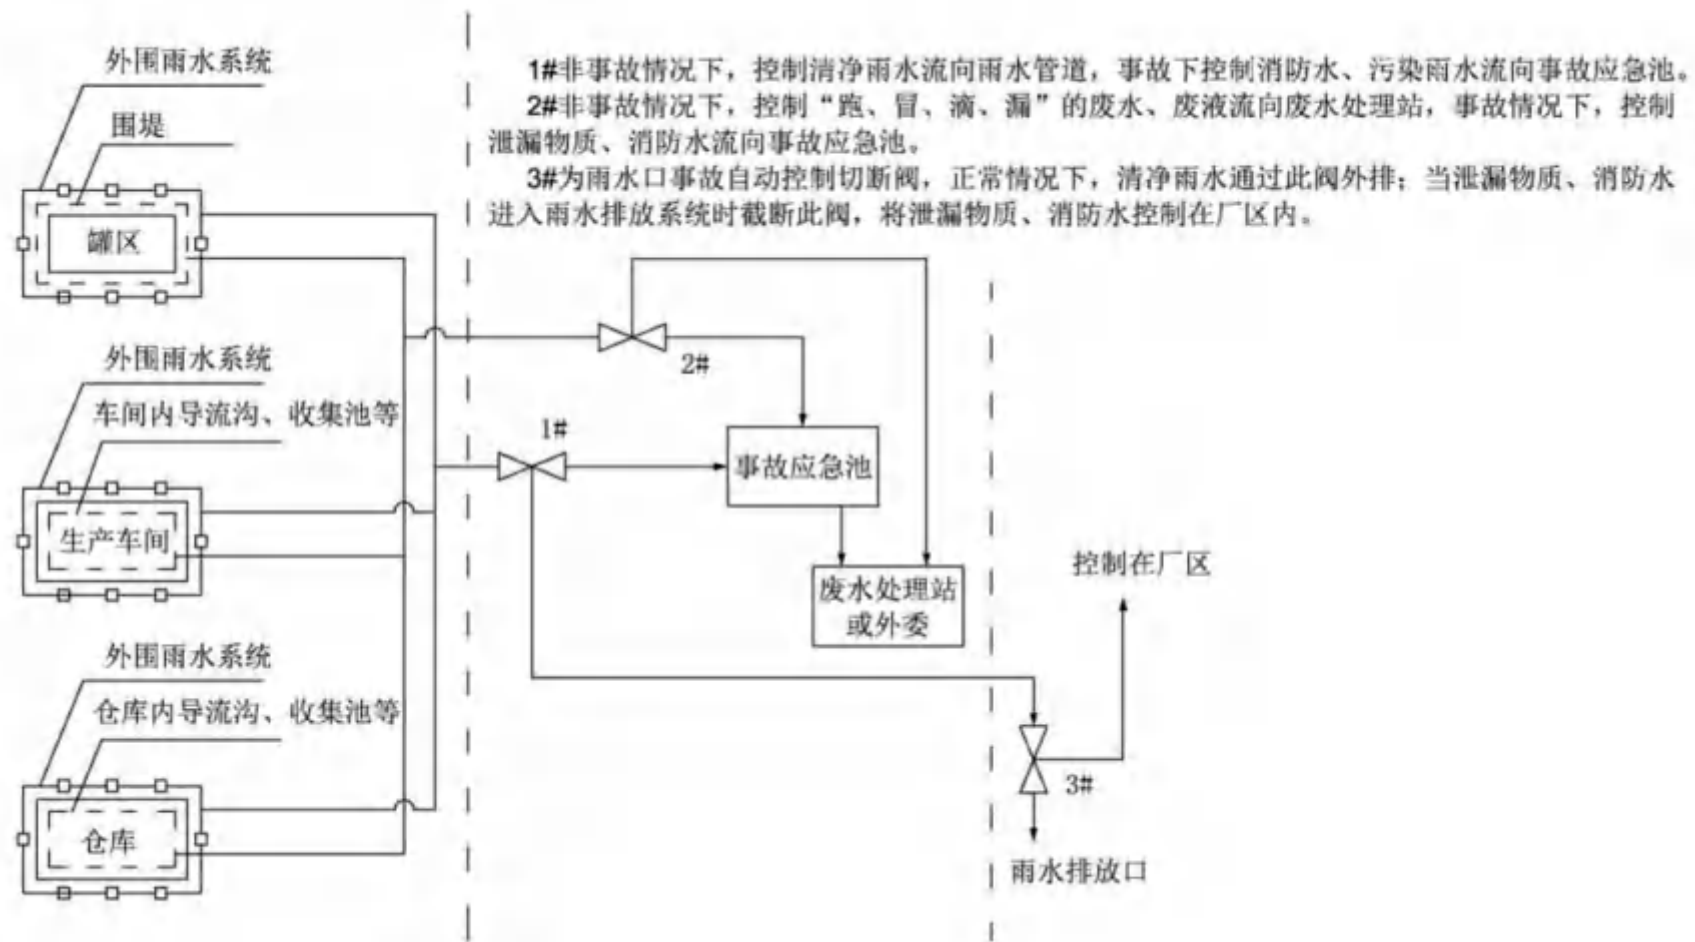 外围雨水系统
围堤
罐区
1#非事故情况下，控制清净雨水流向雨水管道，事故下控制消防水、污染雨水流向事故应急池。
2#非事故情况下，控制“跑、冒、滴、漏”的废水、废液流向废水处理站，事故情况下，控制
泄漏物质、消防水流向事故应急池。
3#为雨水口事故自动控制切断阀，正常情况下，清净雨水通过此阀外排；当泄漏物质、消防水
进入雨水排放系统时截断此阀，将泄漏物质、消防水控制在厂区内。
外围雨水系统
车间内导流沟、收集池等
生产车间
2#
1#
事故应急池
废水处理站
或外委
控制在厂区
外围雨水系统
仓库内导流沟、收集池等
仓库
3#
雨水排放口